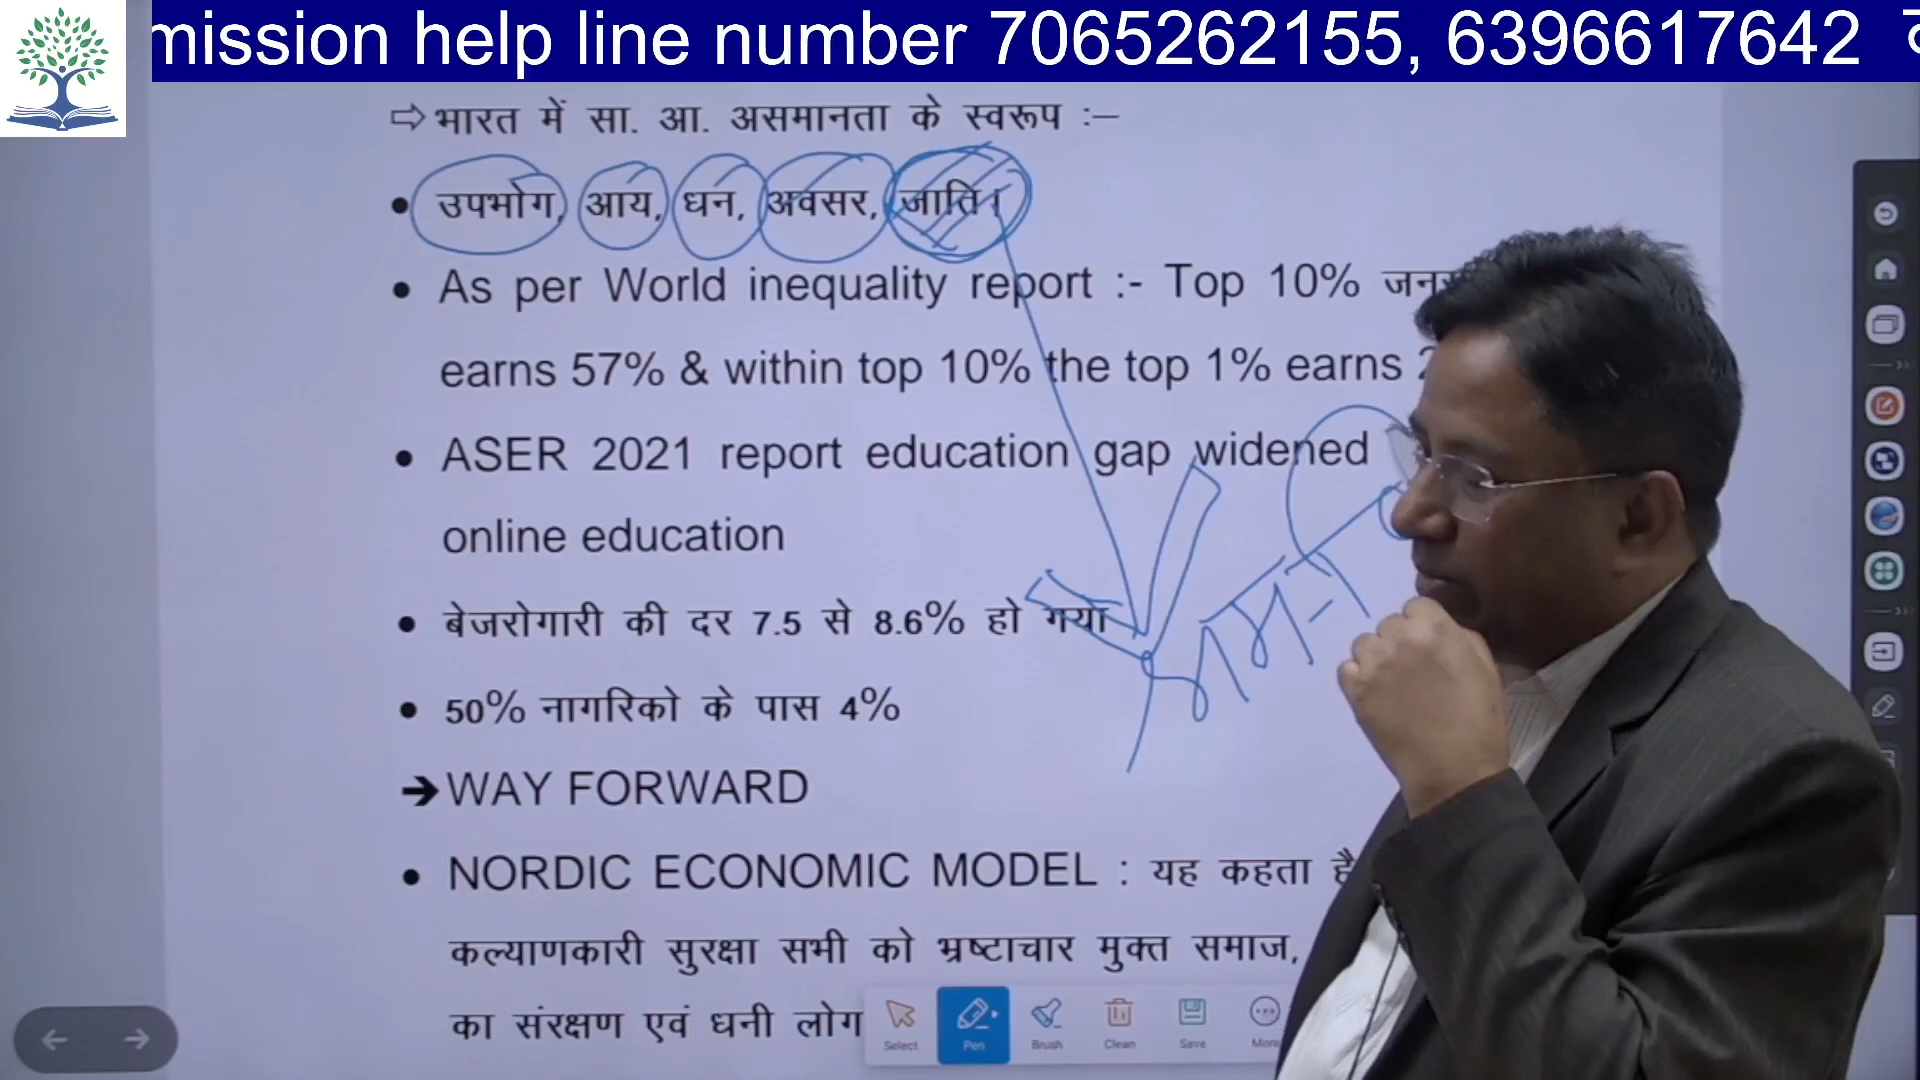 mission help line number 7065262155, 6396617642
⇨भारत में सा. आ. असमानता के स्वरूप :–
• उपभोग, आय, धन, अवसर, जाति।
• As per World inequality report :- Top 10%
earns 57% & within top 10% the top 1% earns
• ASER 2021 report education gap widened
online education
• बेजरोगारी की दर 7.5 से 8.6% हो गया
• 50% नागरिको के पास 4%
➔WAY FORWARD
• NORDIC ECONOMIC MODEL : यह कहता है
कल्याणकारी सुरक्षा सभी को भ्रष्टाचार मुक्त समाज,
का संरक्षण एवं धनी लोग
Select Pen Brush Clean Save More